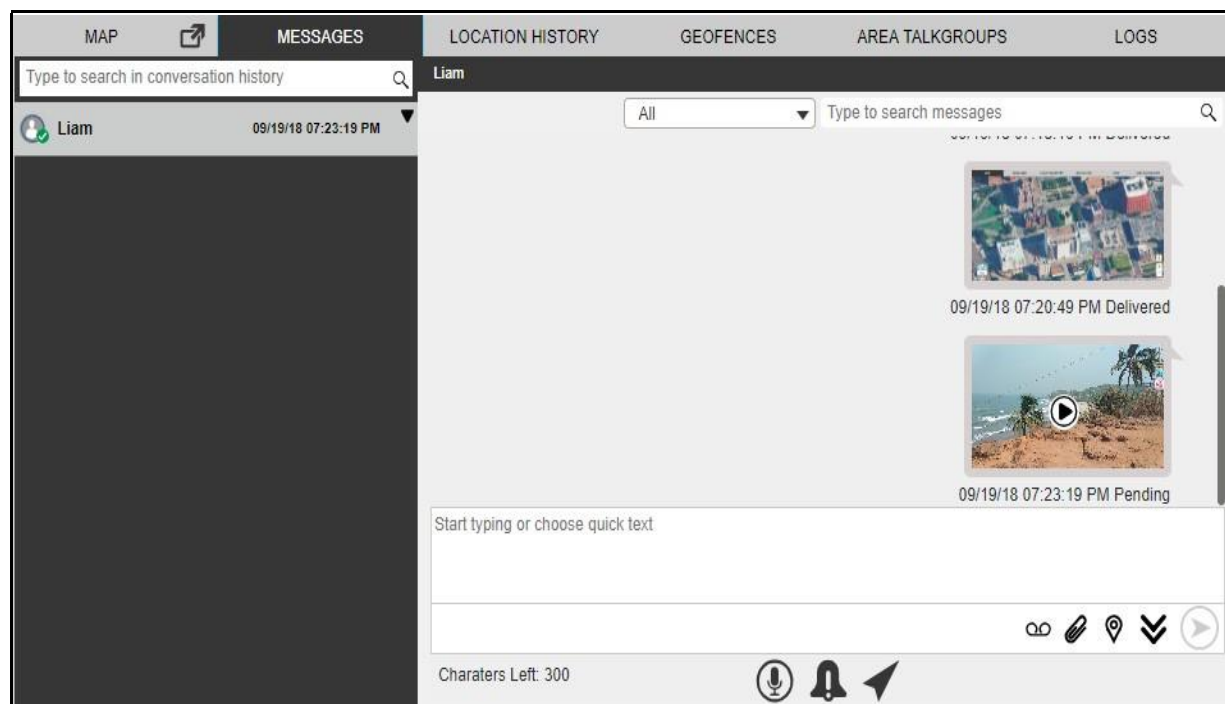 MAP MESSAGES LOCATION HISTORY GEOFENCES AREA TALKGROUPS LOGS
Type to search in conversation history
Liam
Liam 09/19/18 07:23:19 PM
All Type to search messages
PM Delivered
09/19/18 07:20:49 PM Delivered
09/19/18 07:23:19 PM Pending
Start typing or choose quick text
Charaters Left: 300